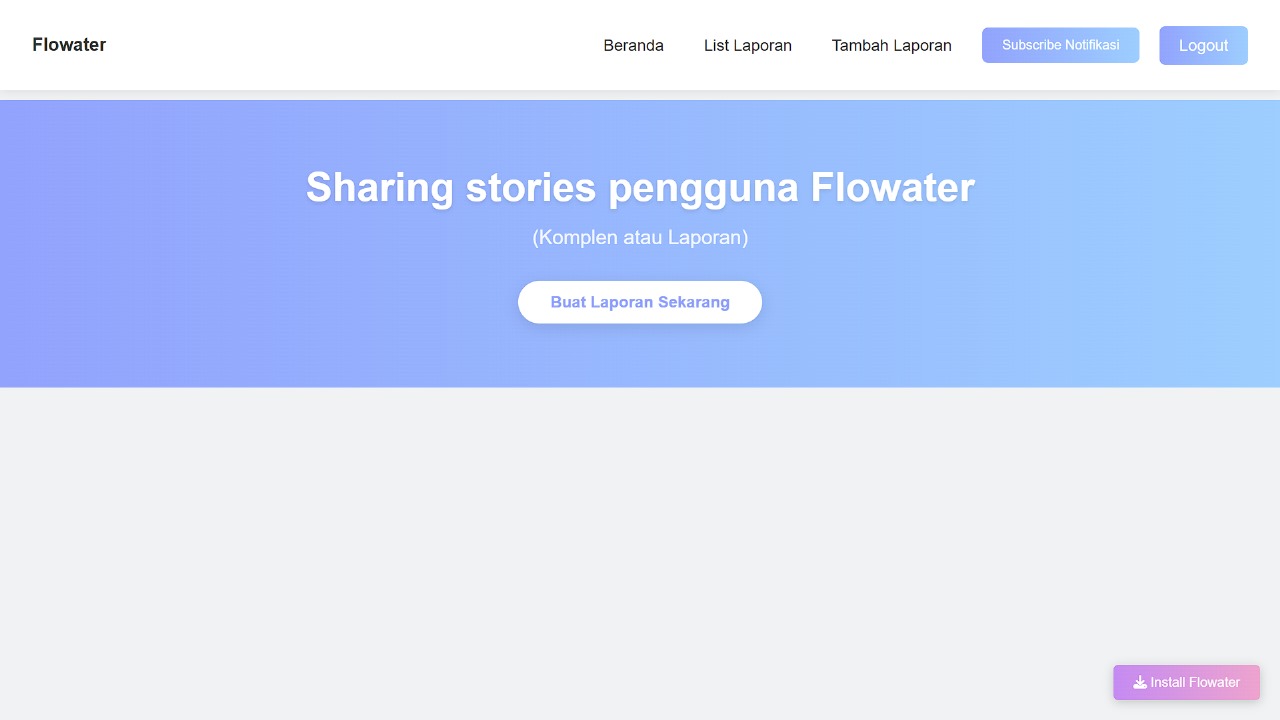 Flowater
Beranda
List Laporan
Tambah Laporan
Subscribe Notifikasi
Logout
Sharing stories pengguna Flowater
(Komplen atau Laporan)
Buat Laporan Sekarang
Install Flowater